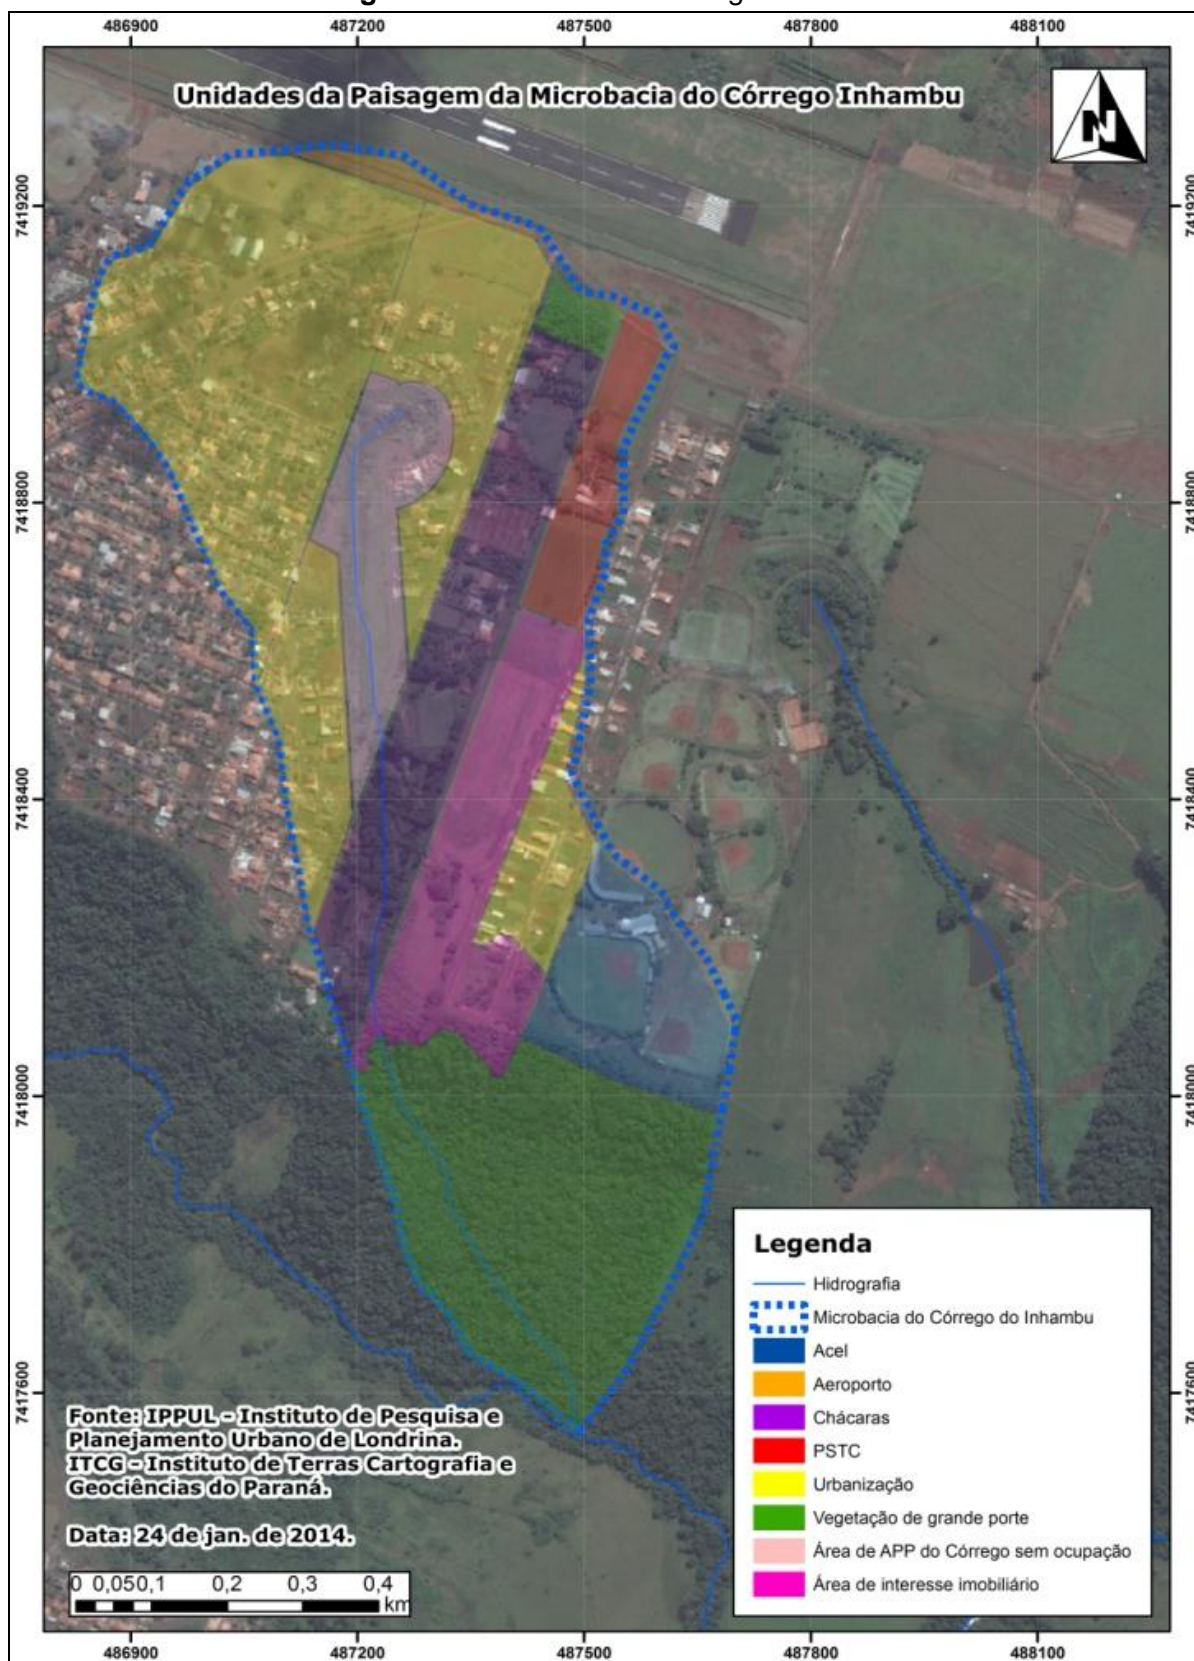 486900 487200 487500 487800 488100
Unidades da Paisagem da Microbacia do Córrego Inhambu
N
7419200 7419200
7418800 7418800
7418400 7418400
7418000 7418000
7417600 7417600
Legenda
Hidrografia
Microbacia do Córrego do Inhambu
Acel
Aeroporto
Chácaras
PSTC
Urbanização
Vegetação de grande porte
Área de APP do Córrego sem ocupação
Área de interesse imobiliário
Fonte: IPPUL - Instituto de Pesquisa e
Planejamento Urbano de Londrina.
ITCG - Instituto de Terras Cartografia e
Geociências do Paraná.
Data: 24 de jan. de 2014.
0 0,05 0,1 0,2 0,3 0,4
km
486900 487200 487500 487800 488100